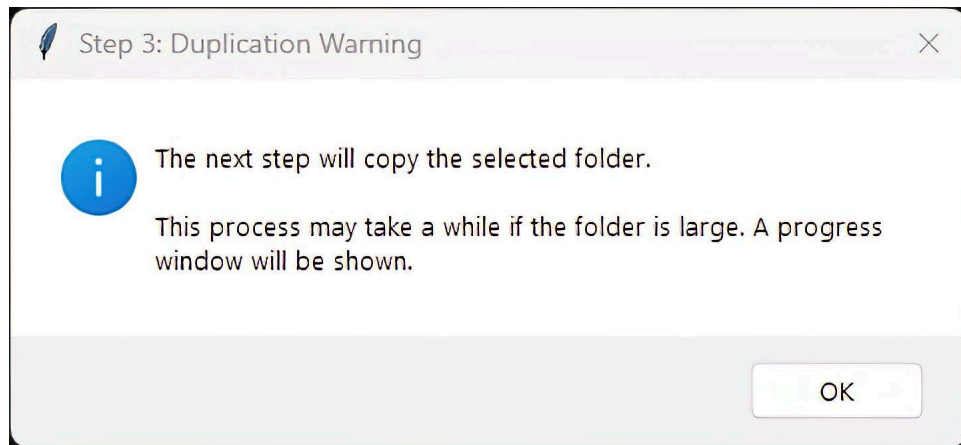 Step 3: Duplication Warning
The next step will copy the selected folder.
This process may take a while if the folder is large. A progress
window will be shown.
OK